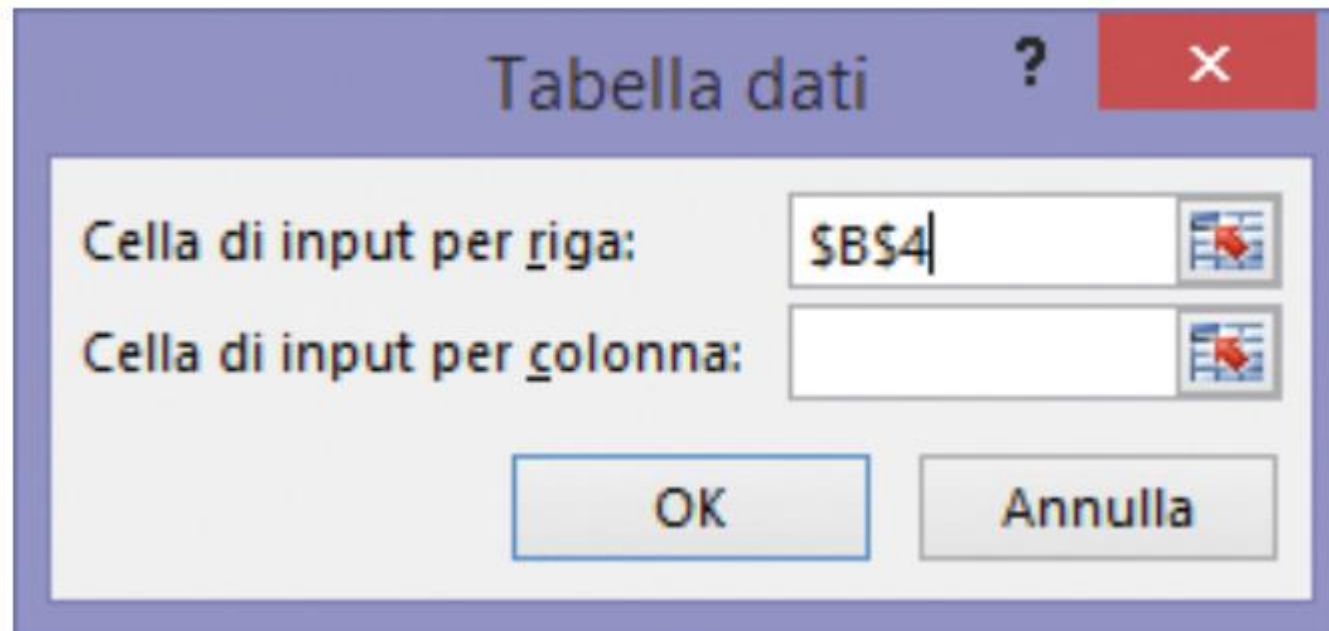 Tabella dati ?
Cella di input per riga: $B$4
Cella di input per colonna:
OK Annulla